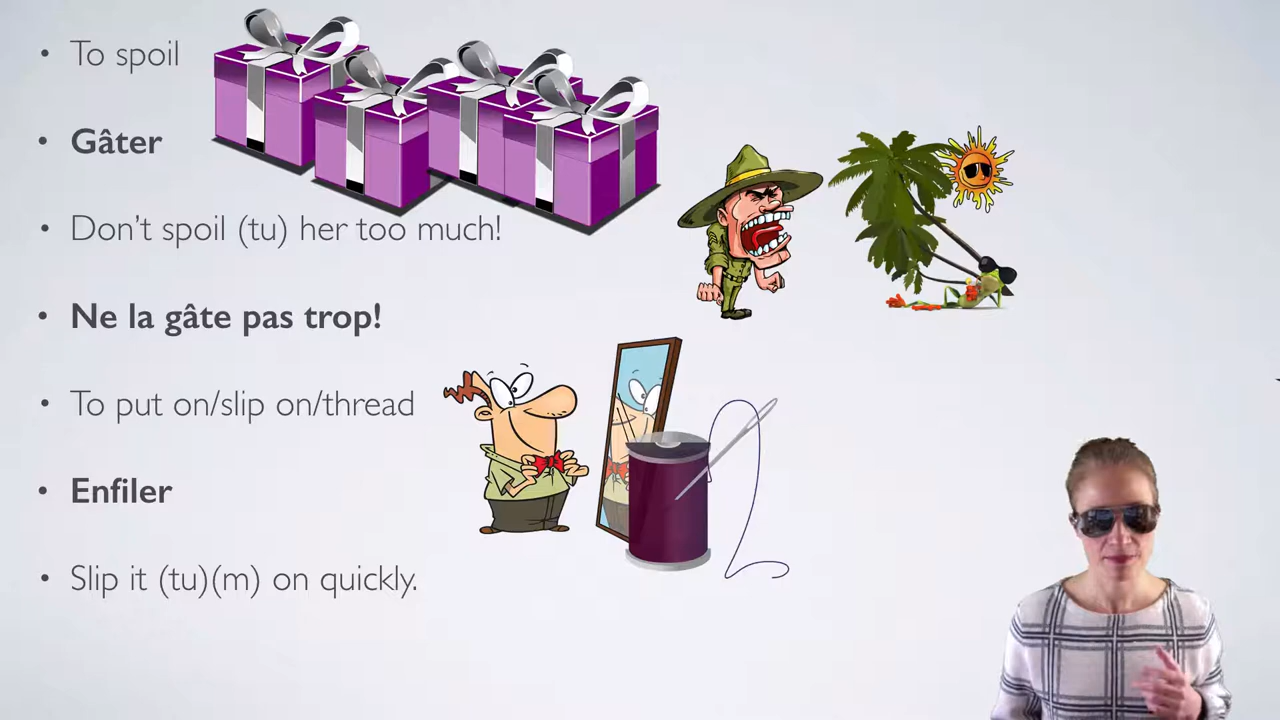 To spoil
Gâter
Don't spoil (tu) her too much!
Ne la gâte pas trop!
To put on/slip on/thread
Enfiler
Slip it (tu)(m) on quickly.